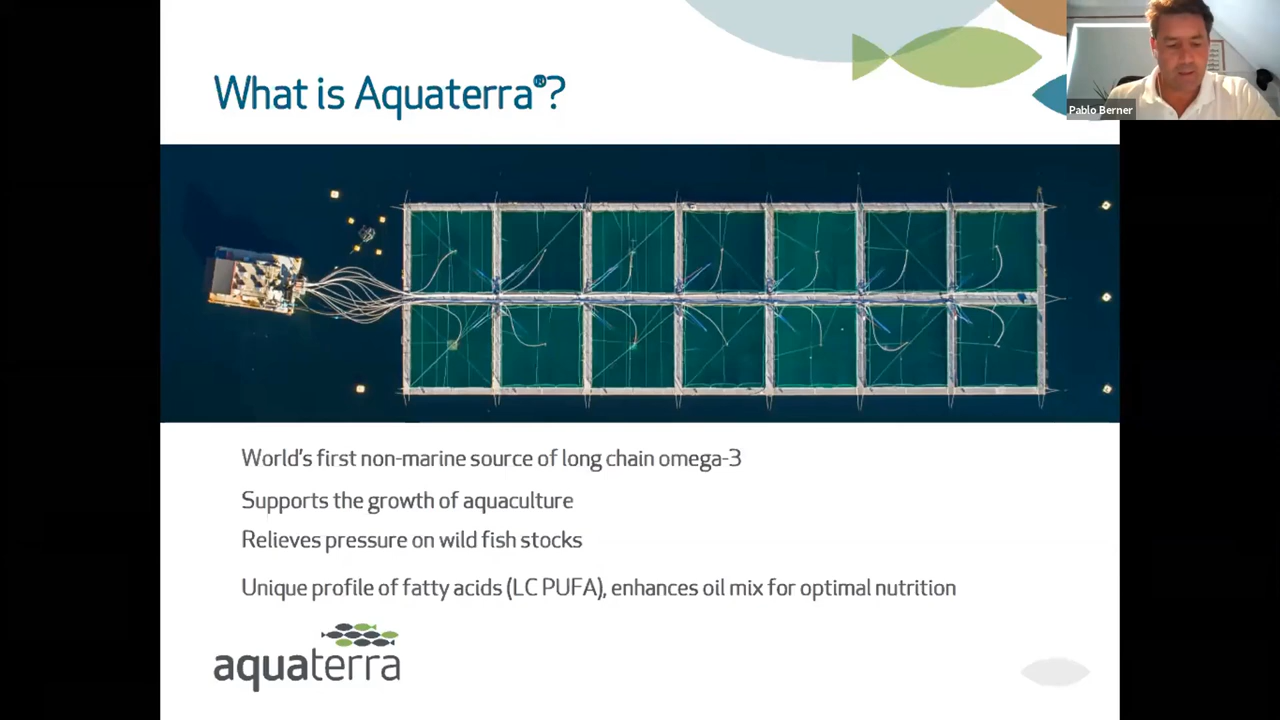 What is Aquaterra®?
Pablo Berner
World's first non-marine source of long chain omega-3
Supports the growth of aquaculture
Relieves pressure on wild fish stocks
Unique profile of fatty acids (LC PUFA), enhances oil mix for optimal nutrition
aquaterra